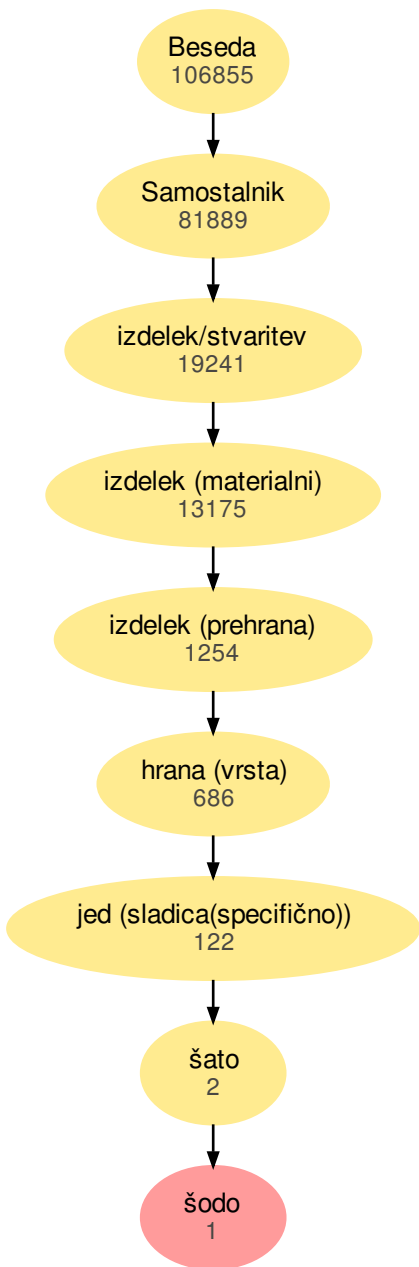 Beseda
106855
Samostalnik
81889
izdelek/stvaritev
19241
izdelek (materialni)
13175
izdelek (prehrana)
1254
hrana (vrsta)
686
jed (sladica(specifično))
122
šato
2
šodo
1